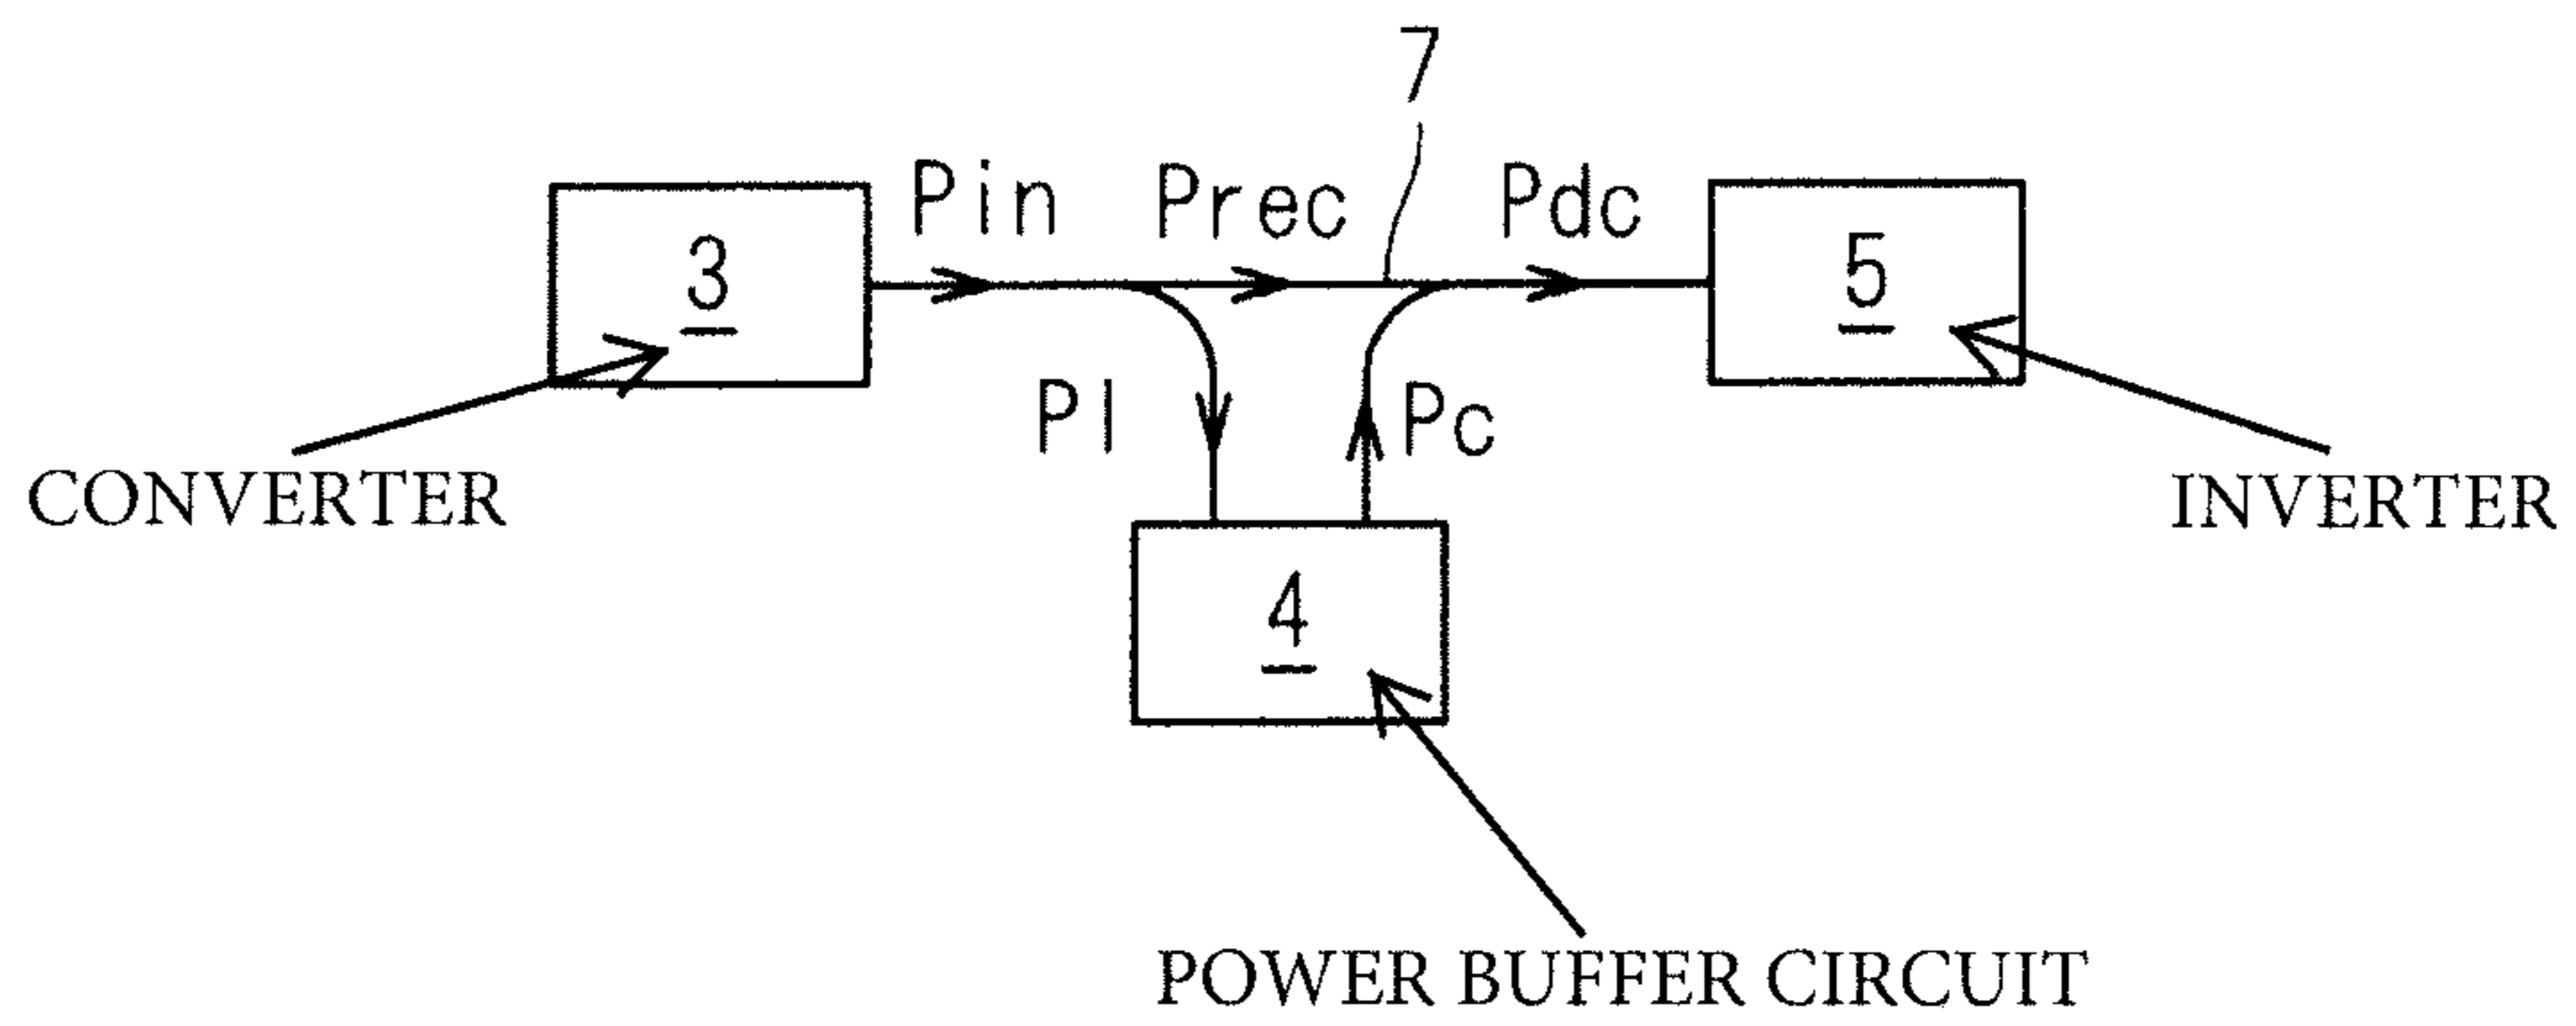 7
Pin Prec Pdc
3
5
Pl Pc
CONVERTER
INVERTER
4
POWER BUFFER CIRCUIT